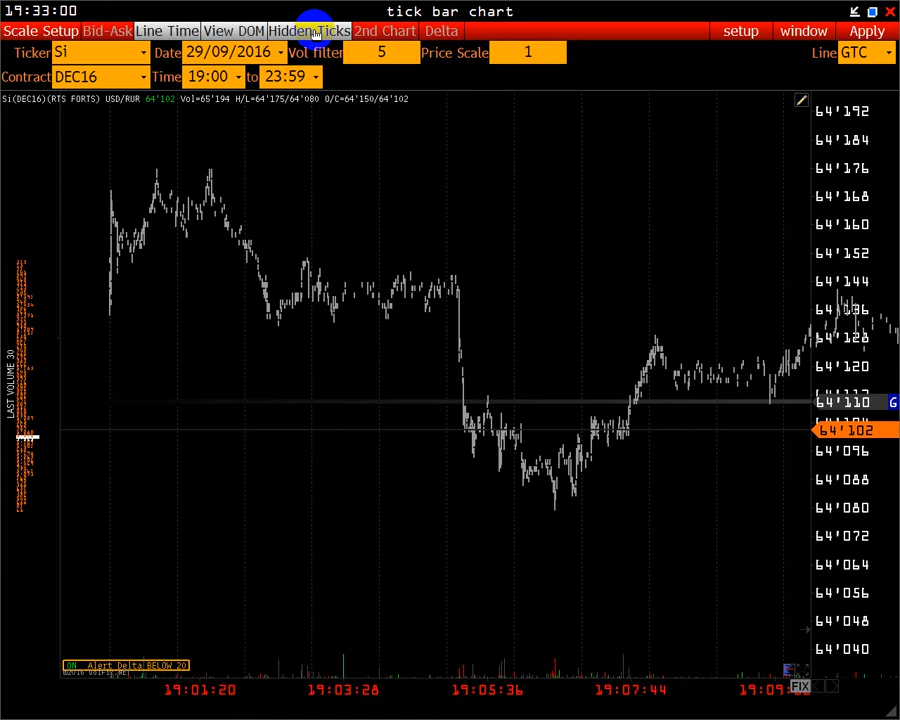 19:33:00 tick bar chart
Scale Setup Bid-Ask Line Time View DOM Hidden Ticks 2nd Chart Delta setup window Apply
Ticker Si Date 29/09/2016 Vol filter 5 Price Scale 1 Line GTC
Contract DEC16 Time 19:00 to 23:59
Si(DEC16)(RTS FORTS) USD/RUR 64'102 Vol=65'194 H/L=64'175/64'080 O/C=64'150/64'102
64'192
64'184
64'176
64'168
64'160
64'152
64'144
64'136
64'128
64'120
64'110 G
64'102
64'096
64'088
64'080
64'072
64'064
64'056
64'048
64'040
LAST VOLUME 30
ON Alert Delta BELOW 20
©2016 VOLFIX.NET
FIX
19:01:20 19:03:28 19:05:36 19:07:44